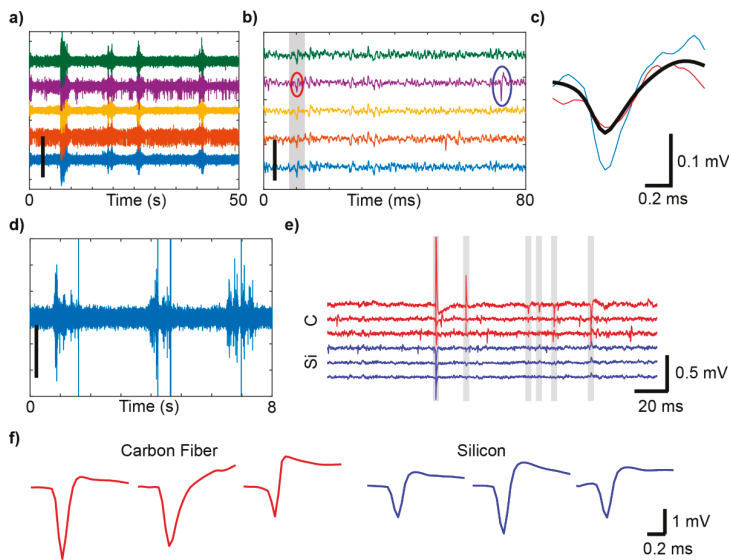 a)
b)
c)
0
Time (s)
50
0
Time (ms)
80
0.1 mV
0.2 ms
d)
e)
C
Si
0
Time (s)
8
0.5 mV
20 ms
f)
Carbon Fiber
Silicon
1 mV
0.2 ms